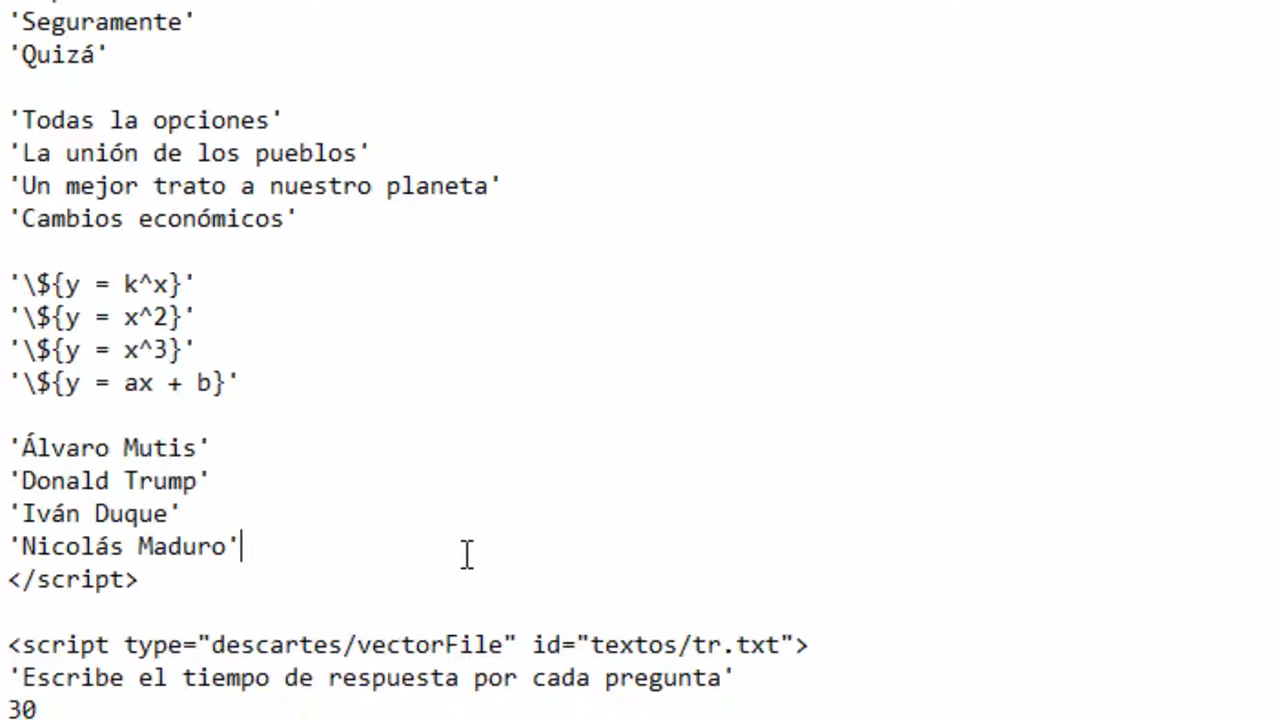 'Seguramente'
'Quizá'
'Todas la opciones'
'La unión de los pueblos'
'Un mejor trato a nuestro planeta'
'Cambios económicos'
'\${y = k^x}'
'\${y = x^2}'
'\${y = x^3}'
'\${y = ax + b}'
'Álvaro Mutis'
'Donald Trump'
'Iván Duque'
'Nicolás Maduro'
</script>
<script type="descartes/vectorFile" id="textos/tr.txt">
'Escribe el tiempo de respuesta por cada pregunta'
30